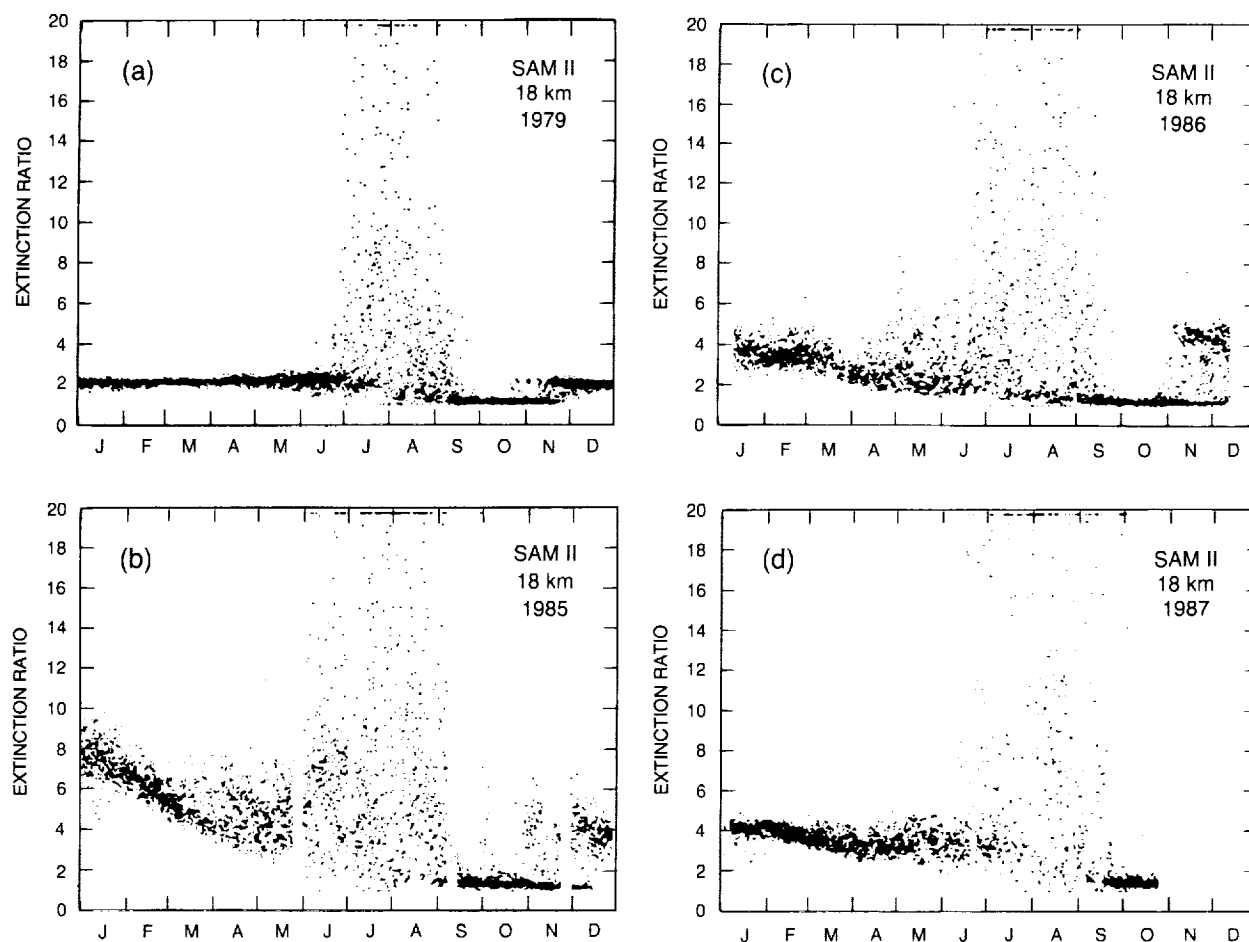 (a)
SAM II
18 km
1979
EXTINCTION RATIO
20
18
16
14
12
10
8
6
4
2
0
J F M A M J J A S O N D
(c)
SAM II
18 km
1986
EXTINCTION RATIO
20
18
16
14
12
10
8
6
4
2
0
J F M A M J J A S O N D
(b)
SAM II
18 km
1985
EXTINCTION RATIO
20
18
16
14
12
10
8
6
4
2
0
J F M A M J J A S O N D
(d)
SAM II
18 km
1987
EXTINCTION RATIO
20
18
16
14
12
10
8
6
4
2
0
J F M A M J J A S O N D